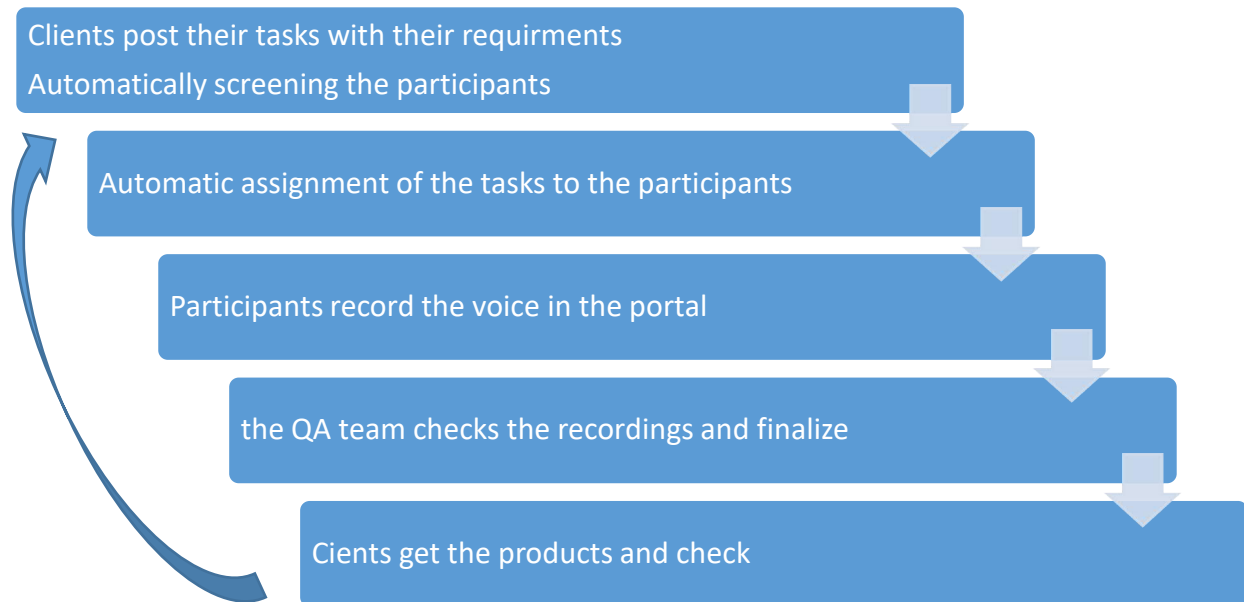 Clients post their tasks with their requirments
Automatically screening the participants
Automatic assignment of the tasks to the participants
Participants record the voice in the portal
the QA team checks the recordings and finalize
Cients get the products and check